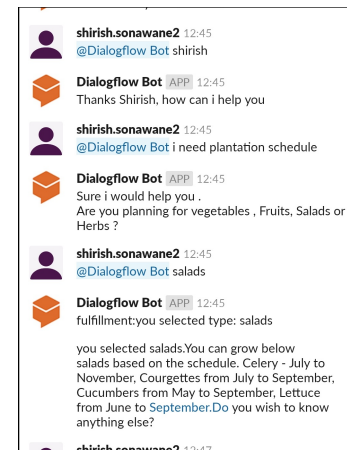 shirish.sonawane2 12:45
@Dialogflow Bot shirish
Dialogflow Bot APP 12:45
Thanks Shirish, how can i help you
shirish.sonawane2 12:45
@Dialogflow Bot i need plantation schedule
Dialogflow Bot APP 12:45
Sure i would help you .
Are you planning for vegetables , Fruits, Salads or
Herbs ?
shirish.sonawane2 12:45
@Dialogflow Bot salads
Dialogflow Bot APP 12:45
fulfillment:you selected type: salads
you selected salads.You can grow below
salads based on the schedule. Celery - July to
November, Courgettes from July to September,
Cucumbers from May to September, Lettuce
from June to September.Do you wish to know
anything else?
shirish.sonawane2 12:47